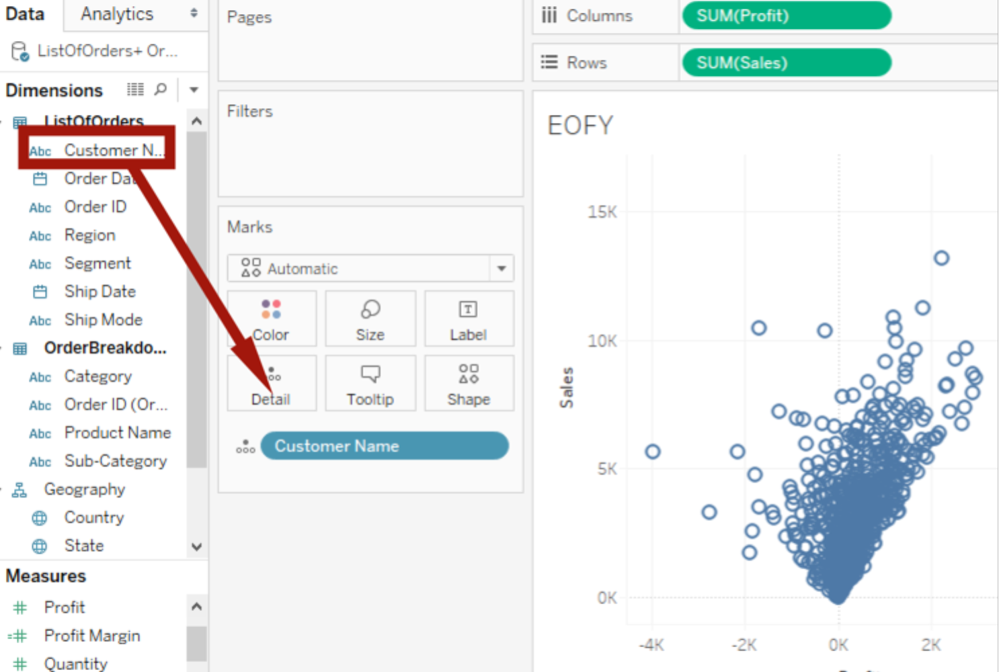 Data
Analytics
ListOfOrders+ Or...
Dimensions
ListOfOrders
Abc Customer N...
Order Dat
Abc Order ID
Abc Region
Abc Segment
Ship Date
Abc Ship Mode
OrderBreakdo...
Abc Category
Abc Order ID (Or...
Abc Product Name
Abc Sub-Category
Geography
Country
State
Measures
Profit
Profit Margin
Quantity
Pages
Filters
Marks
Automatic
Color
Size
T
Label
Detail
Tooltip
Shape
Customer Name
Columns
SUM(Profit)
Rows
SUM(Sales)
EOFY
15K
10K
5K
0K
Sales
-4K
-2K
0K
2K